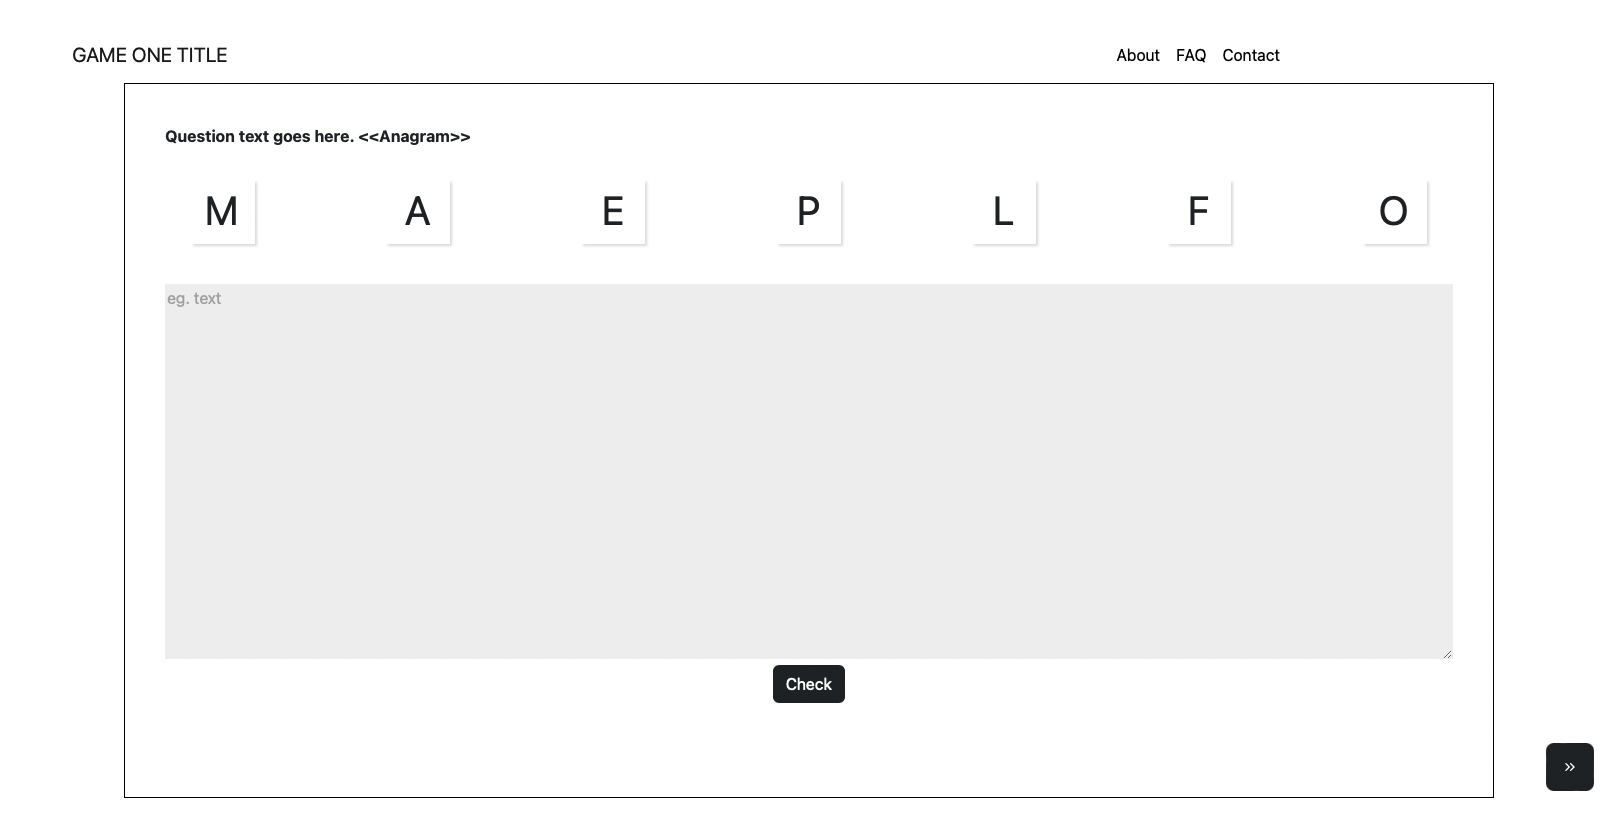 GAME ONE TITLE About FAQ Contact
Question text goes here. <<Anagram>>
M A E P L F O
eg. text
Check
»